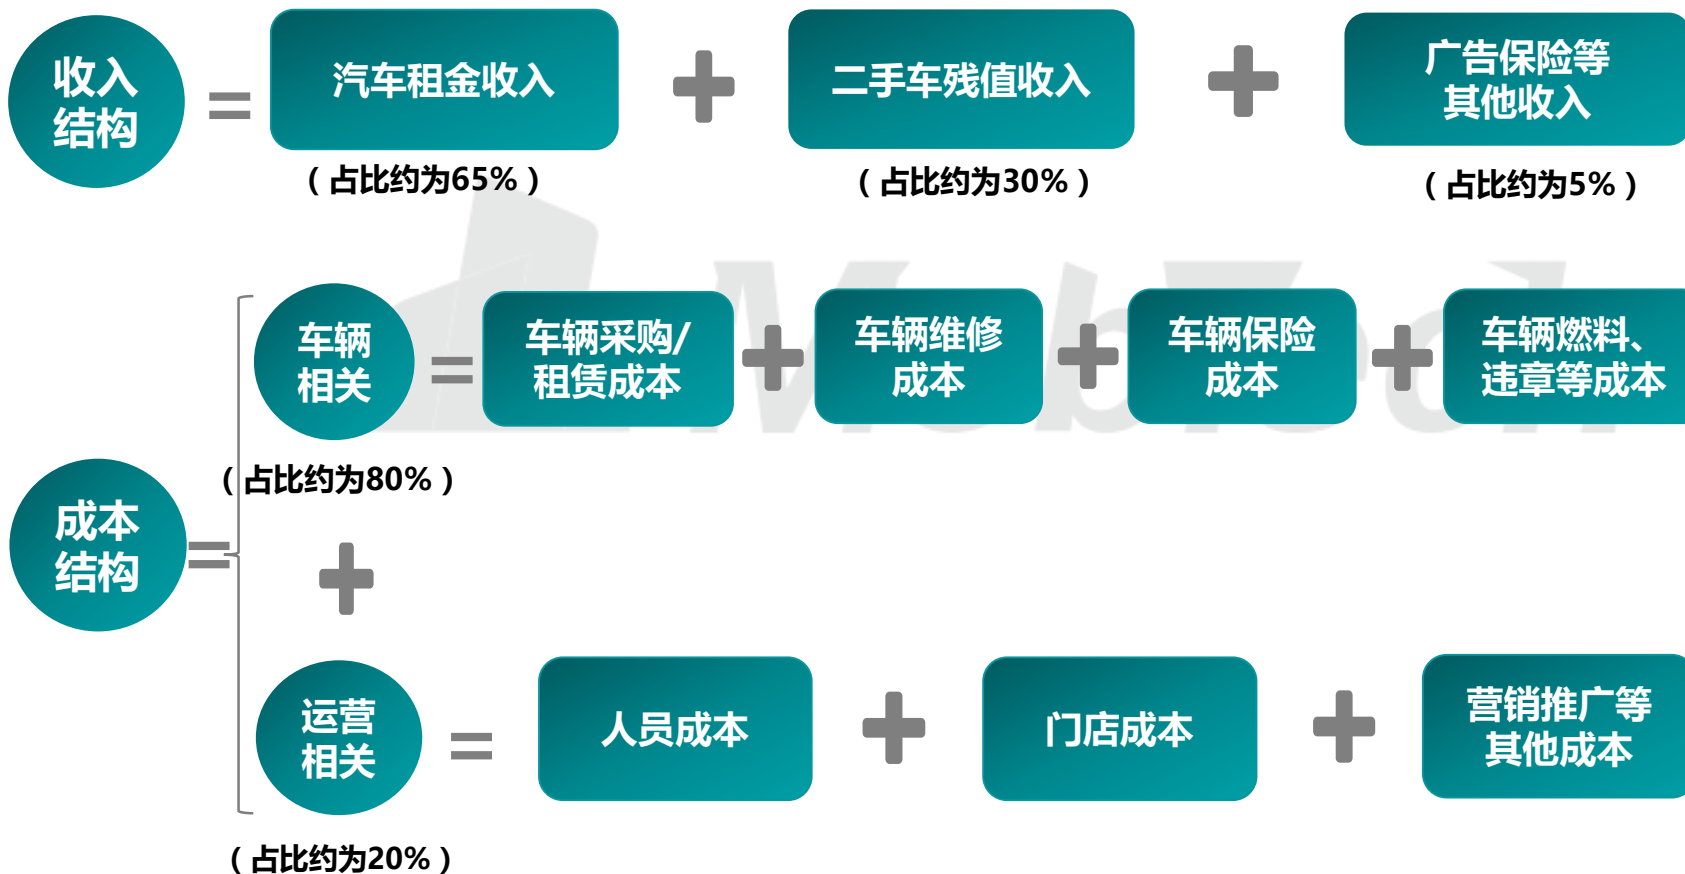 收入
结构
=
汽车租金收入
+
二手车残值收入
+
广告保险等
其他收入
（占比约为65%）
（占比约为30%）
（占比约为5%）
车辆
相关
=
车辆采购/
租赁成本
+
车辆维修
成本
+
车辆保险
成本
+
车辆燃料、
违章等成本
（占比约为80%）
成本
结构
=
+
运营
相关
=
人员成本
+
门店成本
+
营销推广等
其他成本
（占比约为20%）
MobTech